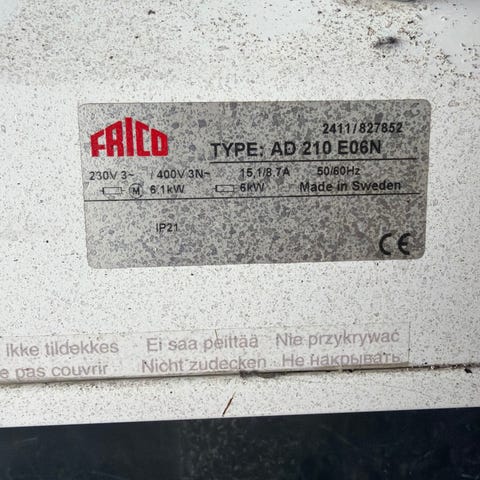 FRICO
2411/827852
TYPE: AD 210 E06N
230V 3~ / 400V 3N~ 15,1/8,7A 50/60Hz
M 6,1kW 6kW Made in Sweden
IP21
CE
Ikke tildekkes Ei saa peittää Nie przykrywać
pas couvrir Nicht zudecken Не накрывать